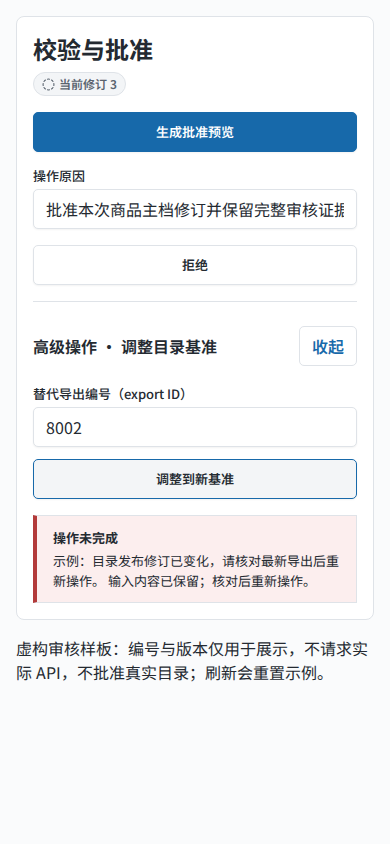 校验与批准
当前修订 3
生成批准预览
操作原因
批准本次商品主档修订并保留完整审核证据
拒绝
高级操作 · 调整目录基准
收起
替代导出编号（export ID）
8002
调整到新基准
操作未完成
示例：目录发布修订已变化，请核对最新导出后重
新操作。 输入内容已保留；核对后重新操作。
虚构审核样板：编号与版本仅用于展示，不请求实
际 API，不批准真实目录；刷新会重置示例。